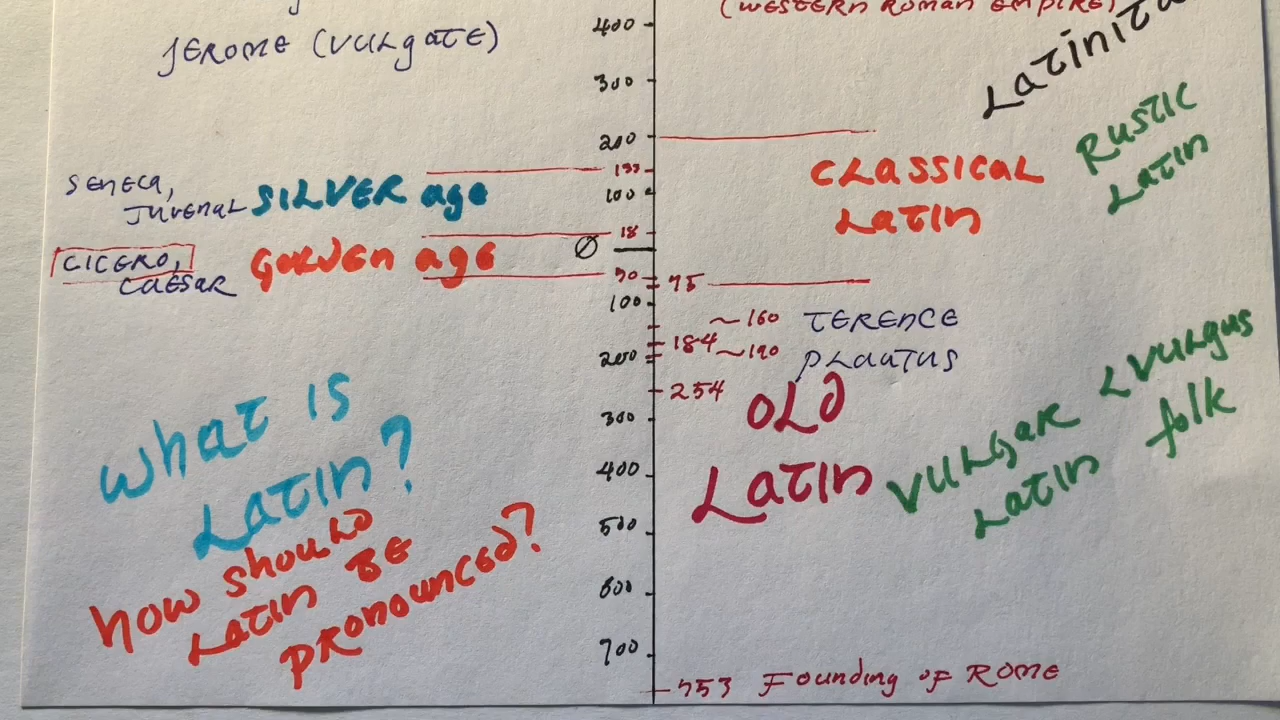 400
(WESTERN ROMAN EMPIRE)
JEROME (VULgATE)
300
LATINITA
RUSTIC
LATIN
200
133
SENECA,
JUVENAL
SILVER age
100
CLASSICAL
LATIN
18
Ø
CICERO,
CAESAR
GOLDEN age
70
75
100
~160 TERENCE
184
200
~190 PLAUTUS
254
OLD
LATIN
300
400
500
600
700
VULGAR
LATIN
< VULgus
folk
WHAT IS
LATIN?
HOW SHOULD
LATIN BE
PRONOUNCED?
753 Founding of ROME